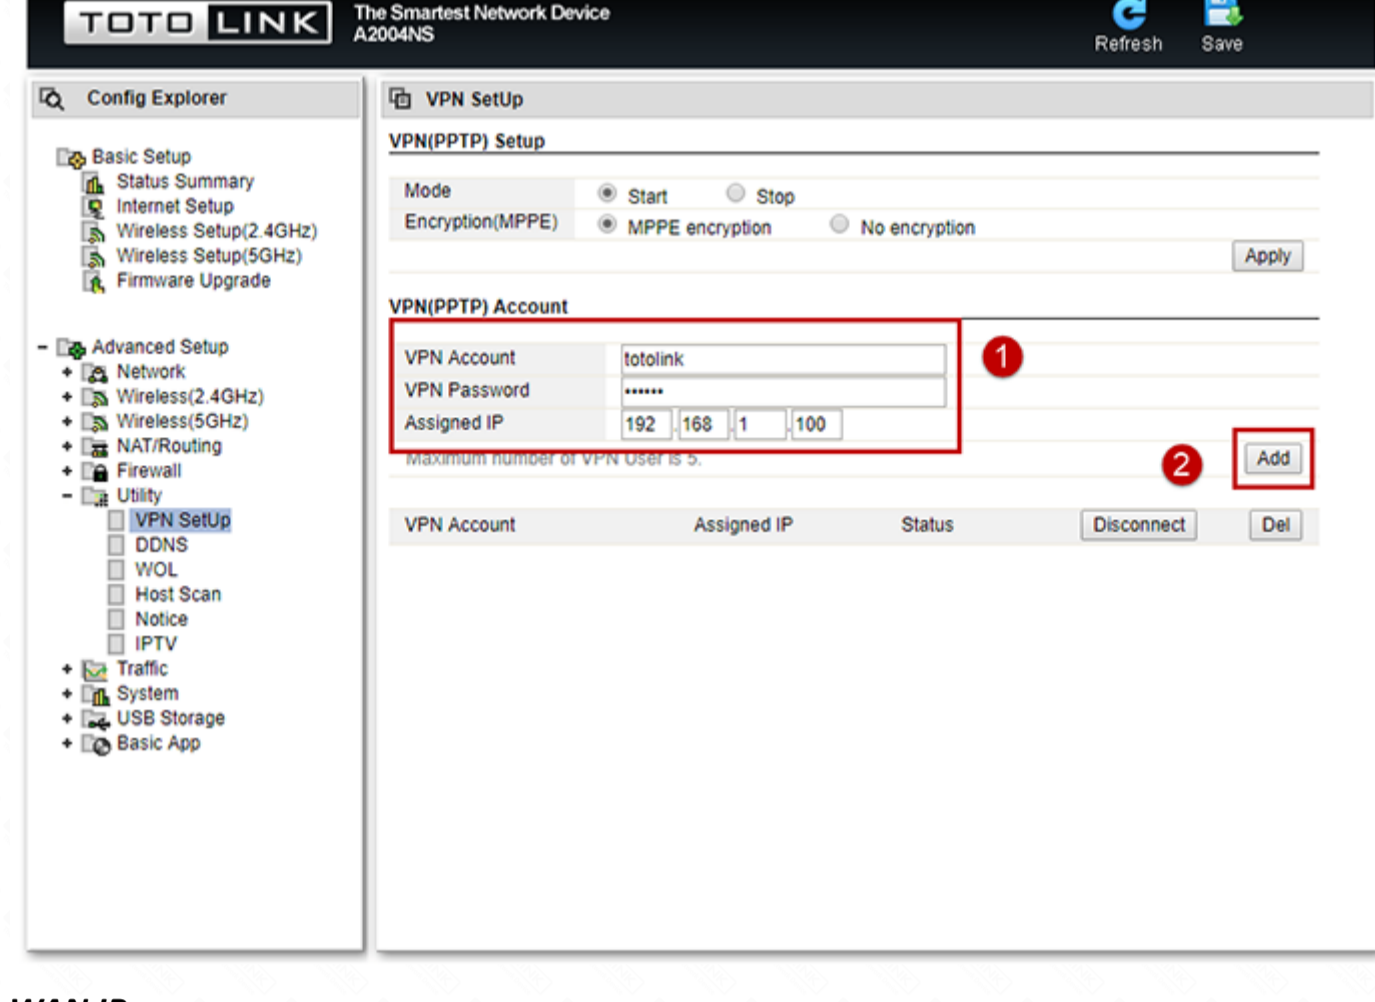 TOTO LINK
The Smartest Network Device
A2004NS
Refresh
Save
Config Explorer
Basic Setup
Status Summary
Internet Setup
Wireless Setup(2.4GHz)
Wireless Setup(5GHz)
Firmware Upgrade
Advanced Setup
Network
Wireless(2.4GHz)
Wireless(5GHz)
NAT/Routing
Firewall
Utility
VPN SetUp
DDNS
WOL
Host Scan
Notice
IPTV
Traffic
System
USB Storage
Basic App
VPN SetUp
VPN(PPTP) Setup
Mode Start Stop
Encryption(MPPE) MPPE encryption No encryption
Apply
VPN(PPTP) Account
VPN Account totolink
1
VPN Password ••••••
Assigned IP 192 .168 .1 .100
Maximum number of VPN User is 5.
2 Add
VPN Account Assigned IP Status Disconnect Del
WAN IP